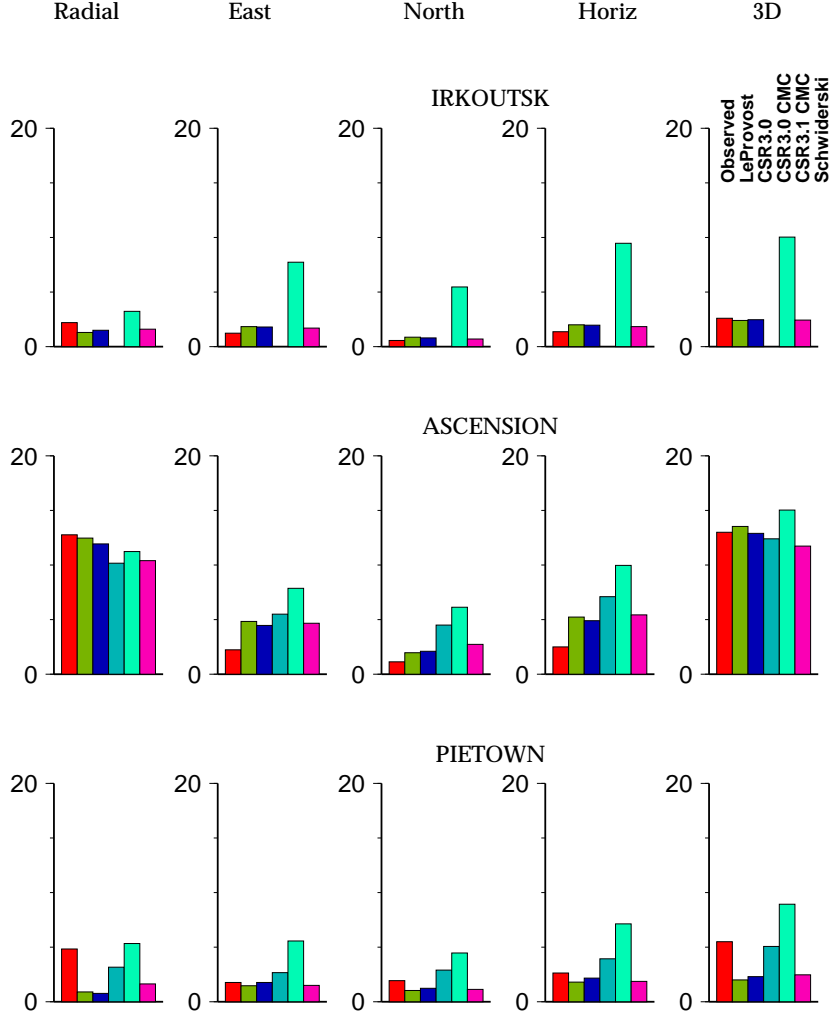 Radial East North Horiz 3D
IRKOUTSK
Observed
LeProvost
CSR3.0
CSR3.0 CMC
CSR3.1 CMC
Schwiderski
20 20 20 20 20
0 0 0 0 0
ASCENSION
20 20 20 20 20
0 0 0 0 0
PIETOWN
20 20 20 20 20
0 0 0 0 0